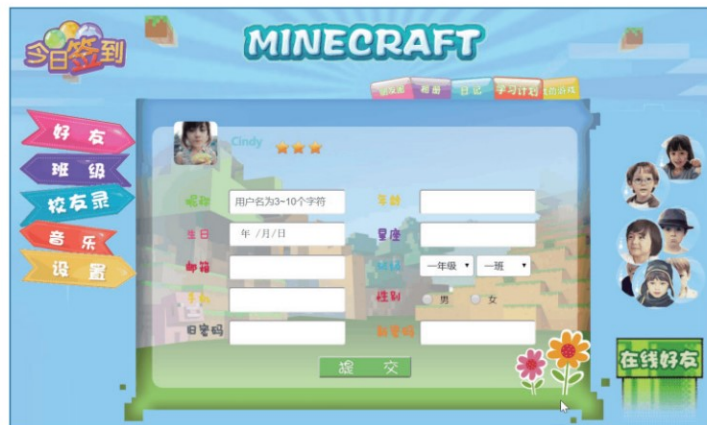 今日签到
MINECRAFT
相册 日记 学习计划
好友
班级
校友录
音乐
设置
Cindy
昵称 用户名为3~10个字符 年龄
生日 年 /月/日 星座
邮箱 一年级 一班
性别 男 女
旧密码 新密码
提 交
在线好友